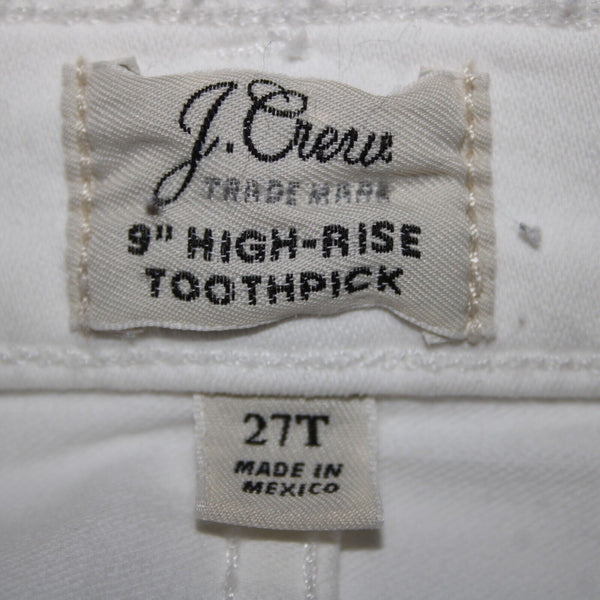 J.Crew
TRADE MARK
9" HIGH-RISE
TOOTHPICK
27T
MADE IN
MEXICO